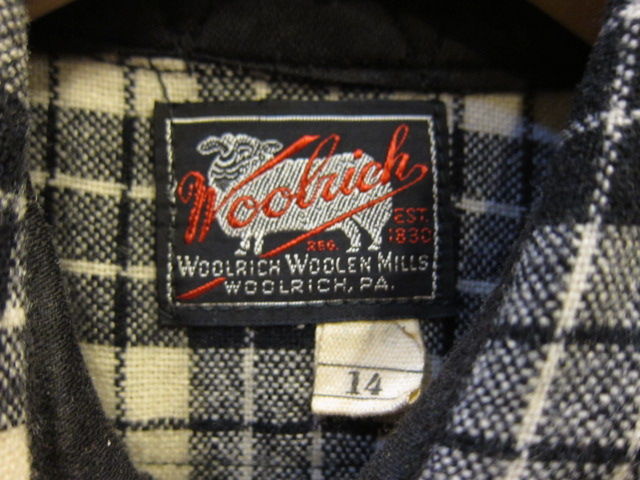 Woolrich
EST.
1830
REG.
WOOLRICH WOOLEN MILLS
WOOLRICH, PA.
14